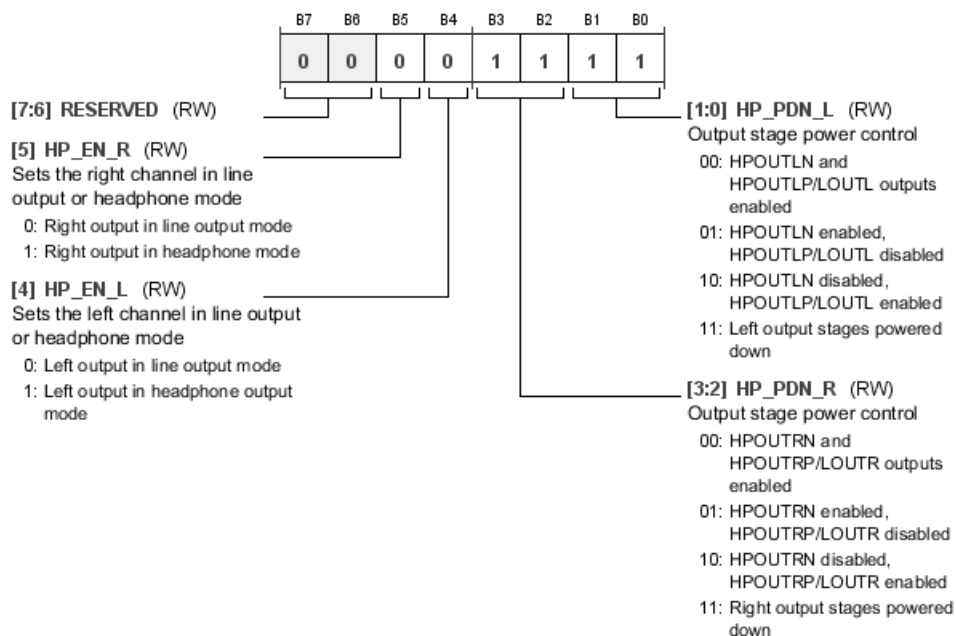 B7 B6 B5 B4 B3 B2 B1 B0
0 0 0 0 1 1 1 1
[7:6] RESERVED (RW)
[5] HP_EN_R (RW)
Sets the right channel in line
output or headphone mode
0: Right output in line output mode
1: Right output in headphone mode
[4] HP_EN_L (RW)
Sets the left channel in line output
or headphone mode
0: Left output in line output mode
1: Left output in headphone output
mode
[1:0] HP_PDN_L (RW)
Output stage power control
00: HPOUTLN and
HPOUTLP/LOUTL outputs
enabled
01: HPOUTLN enabled,
HPOUTLP/LOUTL disabled
10: HPOUTLN disabled,
HPOUTLP/LOUTL enabled
11: Left output stages powered
down
[3:2] HP_PDN_R (RW)
Output stage power control
00: HPOUTRN and
HPOUTRP/LOUTR outputs
enabled
01: HPOUTRN enabled,
HPOUTRP/LOUTR disabled
10: HPOUTRN disabled,
HPOUTRP/LOUTR enabled
11: Right output stages powered
down